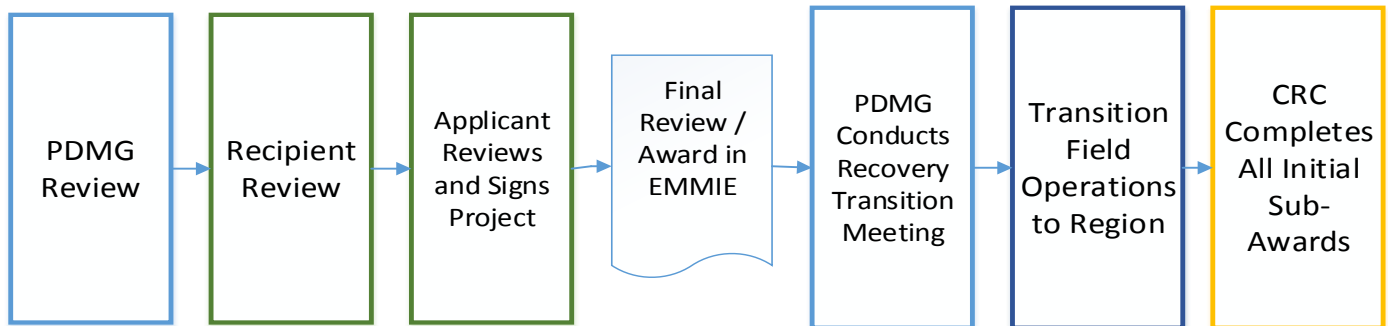 PDMG
Review
Recipient
Review
Applicant
Reviews
and Signs
Project
Final
Review /
Award in
EMMIE
PDMG
Conducts
Recovery
Transition
Meeting
Transition
Field
Operations
to Region
CRC
Completes
All Initial
Sub-
Awards